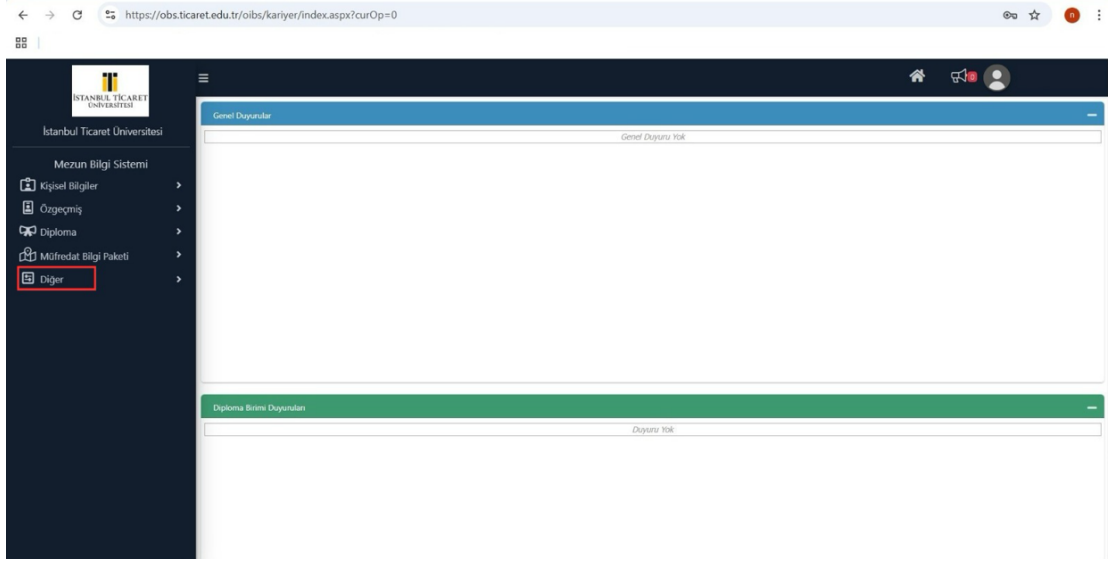 https://obs.ticaret.edu.tr/oibs/kariyer/index.aspx?curOp=0
n
İSTANBUL TİCARET
ÜNİVERSİTESİ
İstanbul Ticaret Üniversitesi
Mezun Bilgi Sistemi
Kişisel Bilgiler
Özgeçmiş
Diploma
Müfredat Bilgi Paketi
Diğer
0
Genel Duyurular
Genel Duyuru Yok
Diploma Birimi Duyuruları
Duyuru Yok